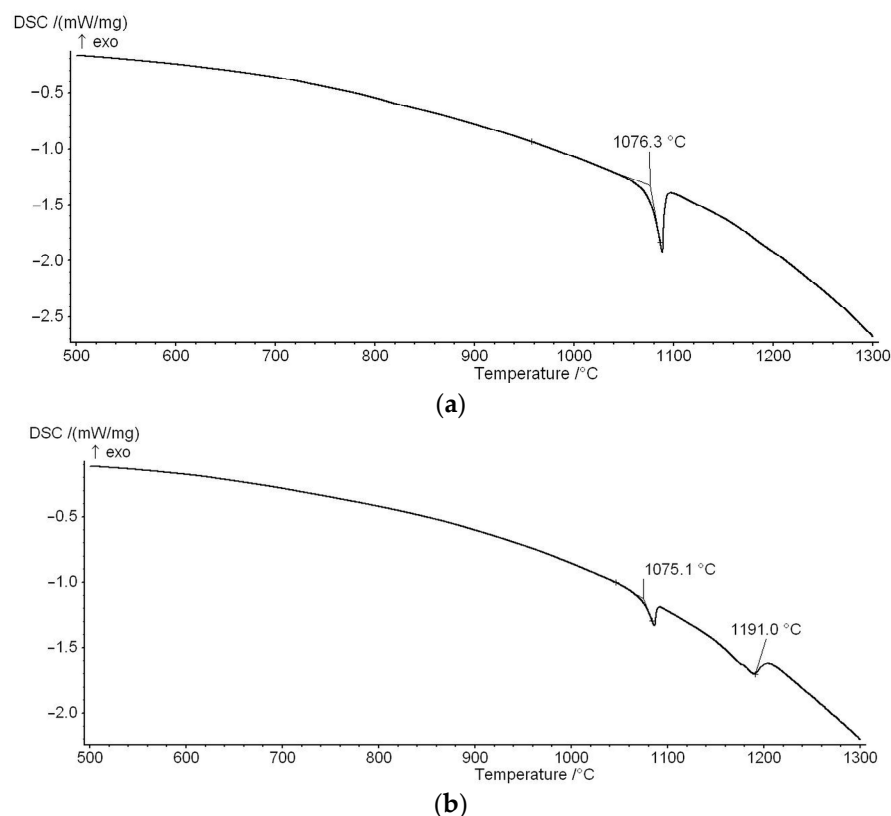 DSC /(mW/mg)
↑ exo
−0.5
−1.0
−1.5
−2.0
−2.5
1076.3 °C
500 600 700 800 900 1000 1100 1200 1300
Temperature /°C
(a)
DSC /(mW/mg)
↑ exo
−0.5
−1.0
−1.5
−2.0
1075.1 °C
1191.0 °C
500 600 700 800 900 1000 1100 1200 1300
Temperature /°C
(b)